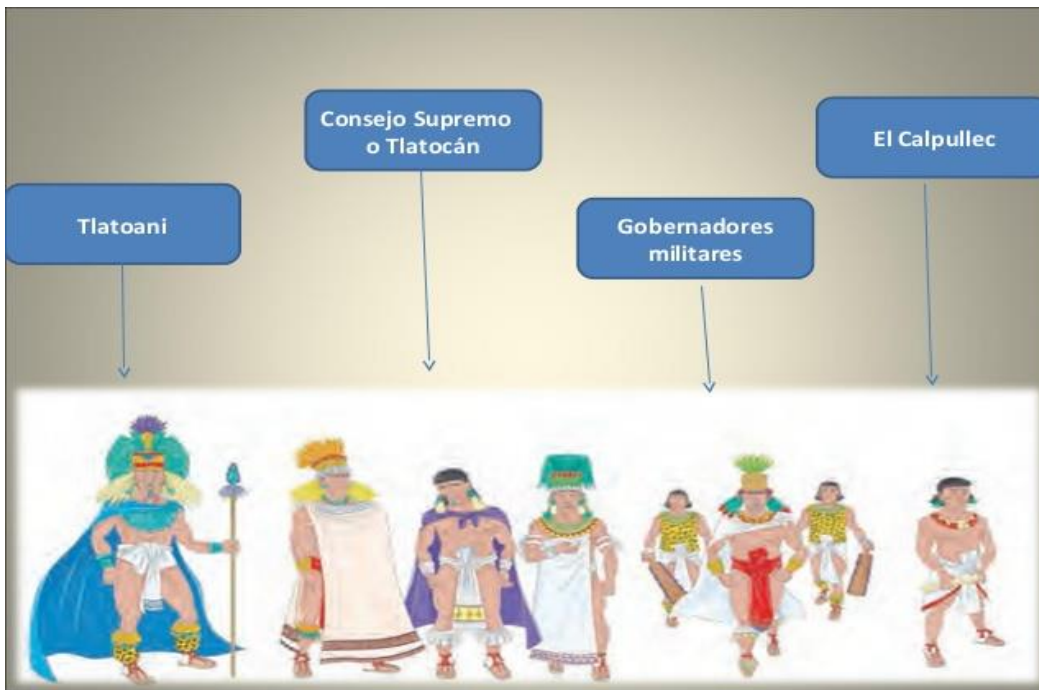 Tlatoani
Consejo Supremo
o Tlatocán
Gobernadores
militares
El Calpullec